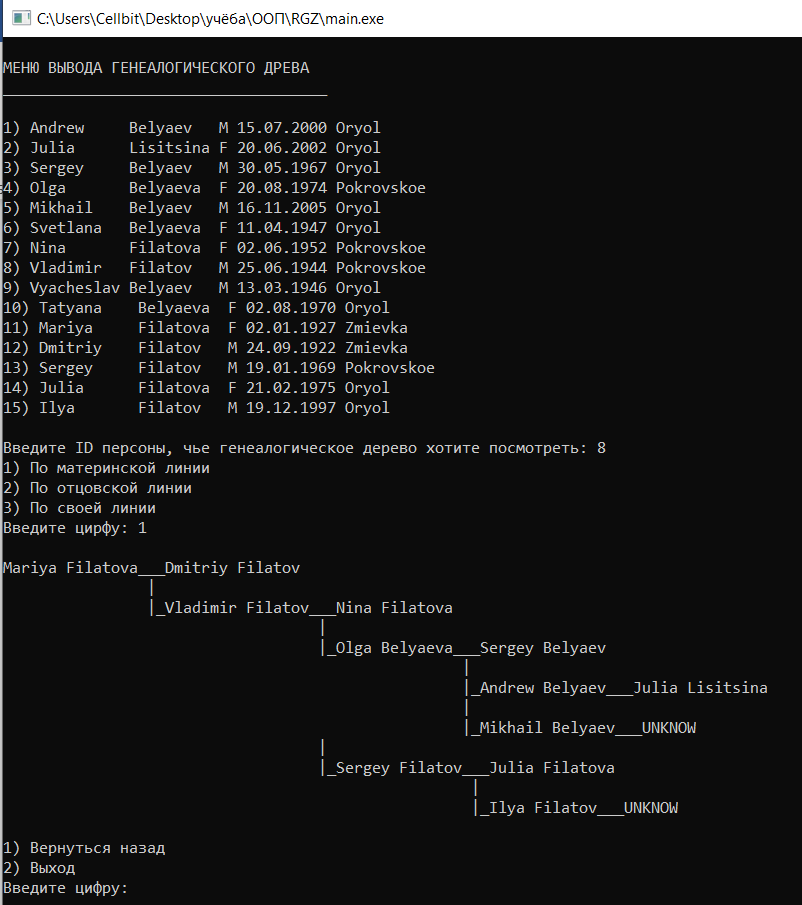 C:\Users\Cellbit\Desktop\учёба\ООП\RGZ\main.exe
МЕНЮ ВЫВОДА ГЕНЕАЛОГИЧЕСКОГО ДРЕВА
____________________________________
1) Andrew     Belyaev   M 15.07.2000 Oryol
2) Julia      Lisitsina F 20.06.2002 Oryol
3) Sergey     Belyaev   M 30.05.1967 Oryol
4) Olga       Belyaeva  F 20.08.1974 Pokrovskoe
5) Mikhail    Belyaev   M 16.11.2005 Oryol
6) Svetlana   Belyaeva  F 11.04.1947 Oryol
7) Nina       Filatova  F 02.06.1952 Pokrovskoe
8) Vladimir   Filatov   M 25.06.1944 Pokrovskoe
9) Vyacheslav Belyaev   M 13.03.1946 Oryol
10) Tatyana    Belyaeva  F 02.08.1970 Oryol
11) Mariya     Filatova  F 02.01.1927 Zmievka
12) Dmitriy    Filatov   M 24.09.1922 Zmievka
13) Sergey     Filatov   M 19.01.1969 Pokrovskoe
14) Julia      Filatova  F 21.02.1975 Oryol
15) Ilya       Filatov   M 19.12.1997 Oryol
Введите ID персоны, чье генеалогическое дерево хотите посмотреть: 8
1) По материнской линии
2) По отцовской линии
3) По своей линии
Введите цирфу: 1
Mariya Filatova___Dmitriy Filatov
|
|_Vladimir Filatov___Nina Filatova
|
|_Olga Belyaeva___Sergey Belyaev
|
|_Andrew Belyaev___Julia Lisitsina
|
|_Mikhail Belyaev___UNKNOW
|
|_Sergey Filatov___Julia Filatova
|
|_Ilya Filatov___UNKNOW
1) Вернуться назад
2) Выход
Введите цифру: